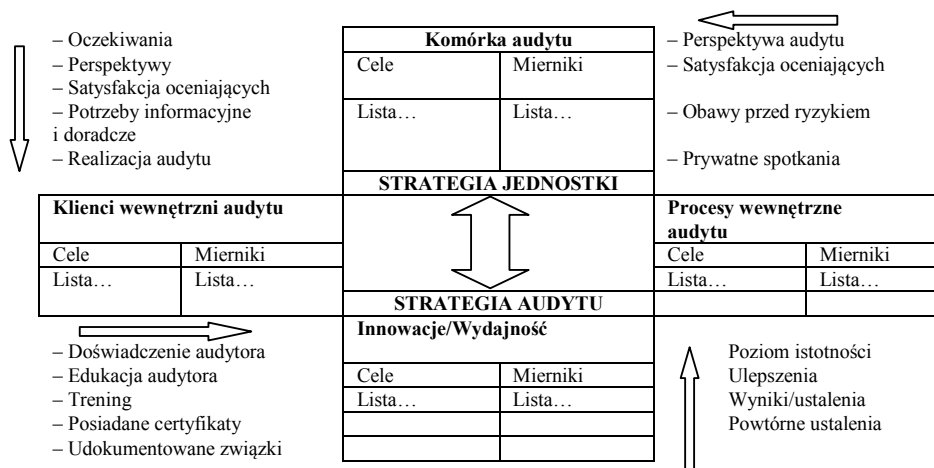 – Oczekiwania
– Perspektywy
– Satysfakcja oceniających
– Potrzeby informacyjne
i doradcze
– Realizacja audytu
Komórka audytu
Cele Mierniki
Lista… Lista…
– Perspektywa audytu
– Satysfakcja oceniających
– Obawy przed ryzykiem
– Prywatne spotkania
STRATEGIA JEDNOSTKI
Klienci wewnętrzni audytu
Cele Mierniki
Lista… Lista…
Procesy wewnętrzne
audytu
Cele Mierniki
Lista… Lista…
STRATEGIA AUDYTU
Innowacje/Wydajność
Cele Mierniki
Lista… Lista…
– Doświadczenie audytora
– Edukacja audytora
– Trening
– Posiadane certyfikaty
– Udokumentowane związki
Poziom istotności
Ulepszenia
Wyniki/ustalenia
Powtórne ustalenia